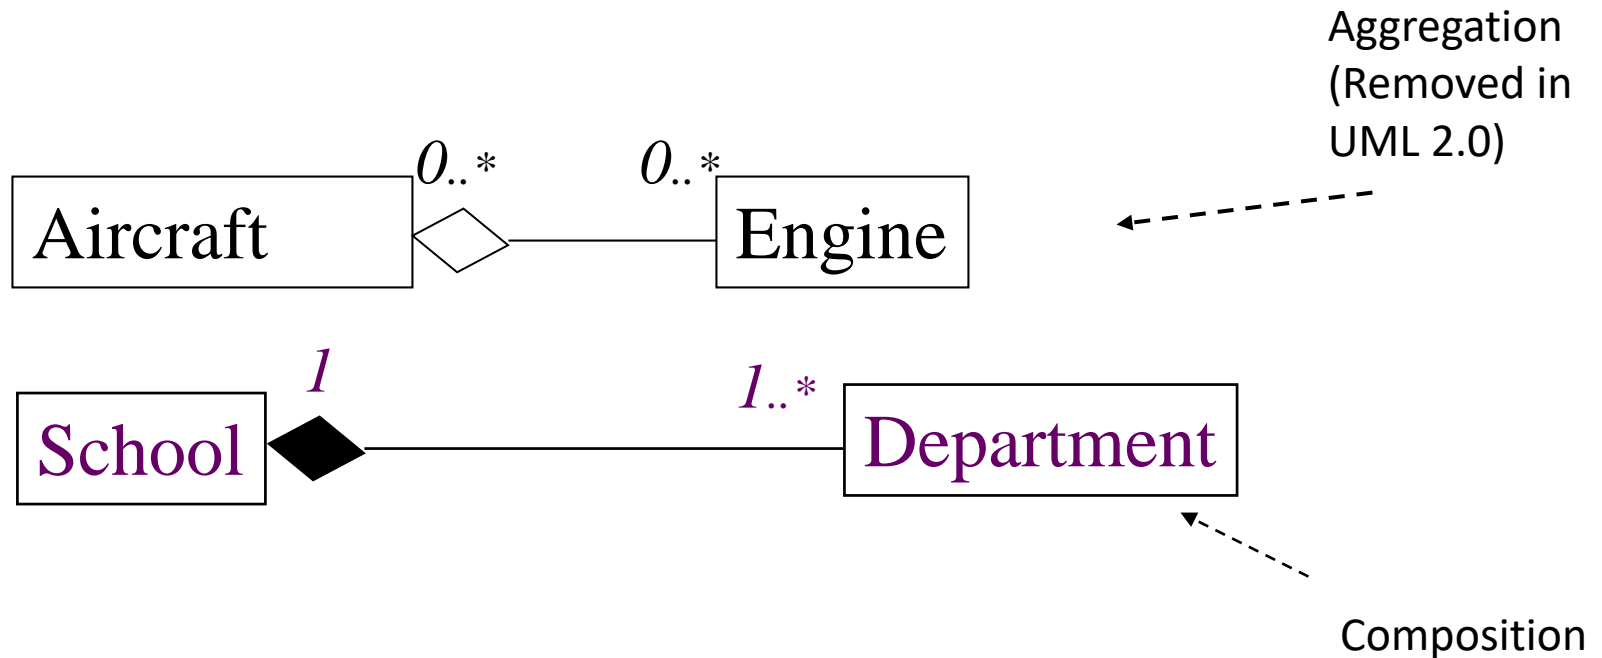 Aggregation
(Removed in
UML 2.0)
0..* 0..*
Aircraft Engine
1 1..*
School Department
Composition